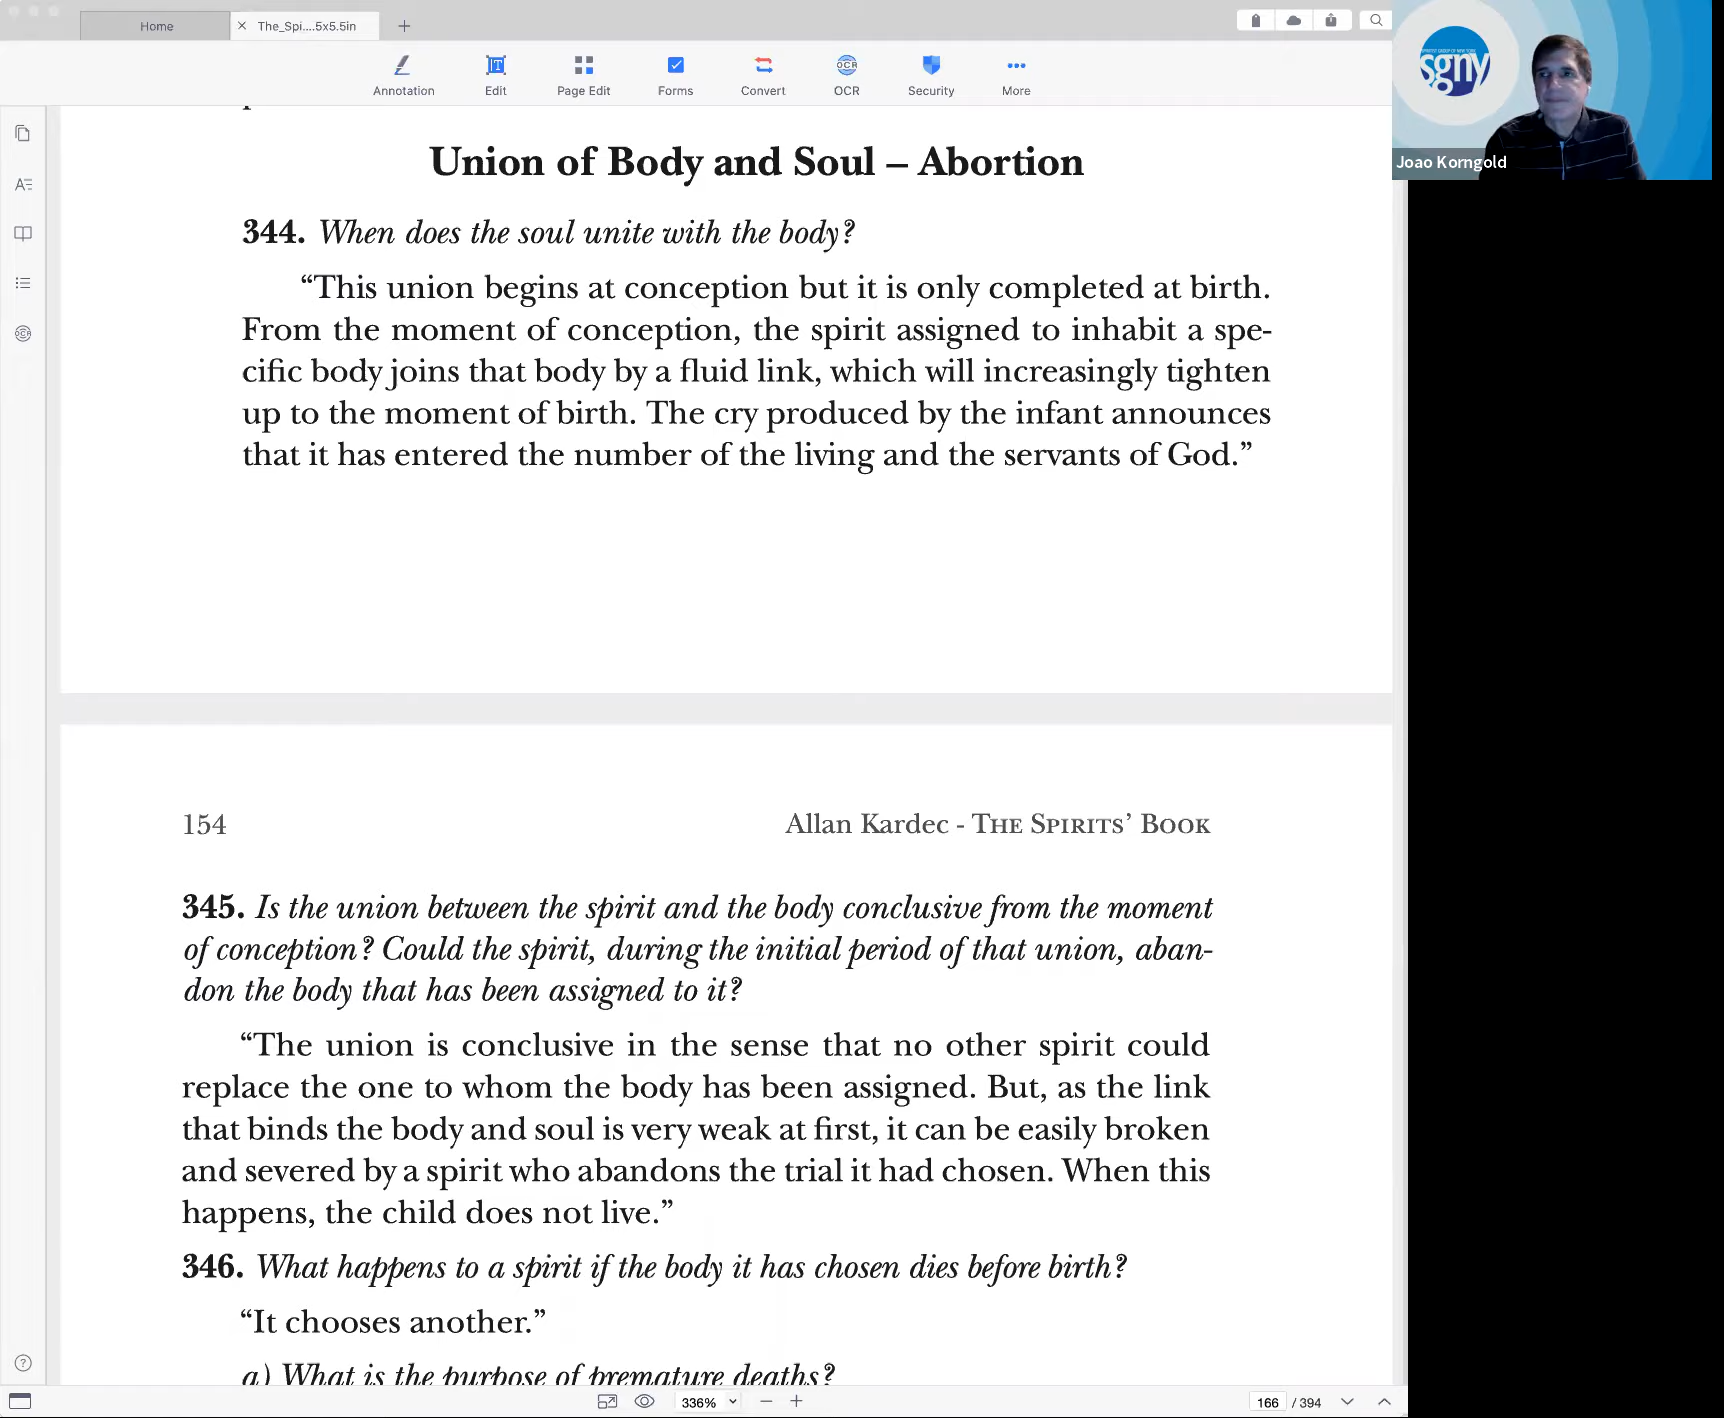 Home
The_Spi....5x5.5in
Annotation
Edit
Page Edit
Forms
Convert
OCR
Security
More
sgny
Joao Korngold
Union of Body and Soul – Abortion
344. When does the soul unite with the body?
“This union begins at conception but it is only completed at birth.
From the moment of conception, the spirit assigned to inhabit a spe-
cific body joins that body by a fluid link, which will increasingly tighten
up to the moment of birth. The cry produced by the infant announces
that it has entered the number of the living and the servants of God.”
154
Allan Kardec - THE SPIRITS’ BOOK
345. Is the union between the spirit and the body conclusive from the moment
of conception? Could the spirit, during the initial period of that union, aban-
don the body that has been assigned to it?
“The union is conclusive in the sense that no other spirit could
replace the one to whom the body has been assigned. But, as the link
that binds the body and soul is very weak at first, it can be easily broken
and severed by a spirit who abandons the trial it had chosen. When this
happens, the child does not live.”
346. What happens to a spirit if the body it has chosen dies before birth?
“It chooses another.”
a) What is the purpose of premature deaths?
336%
166 / 394